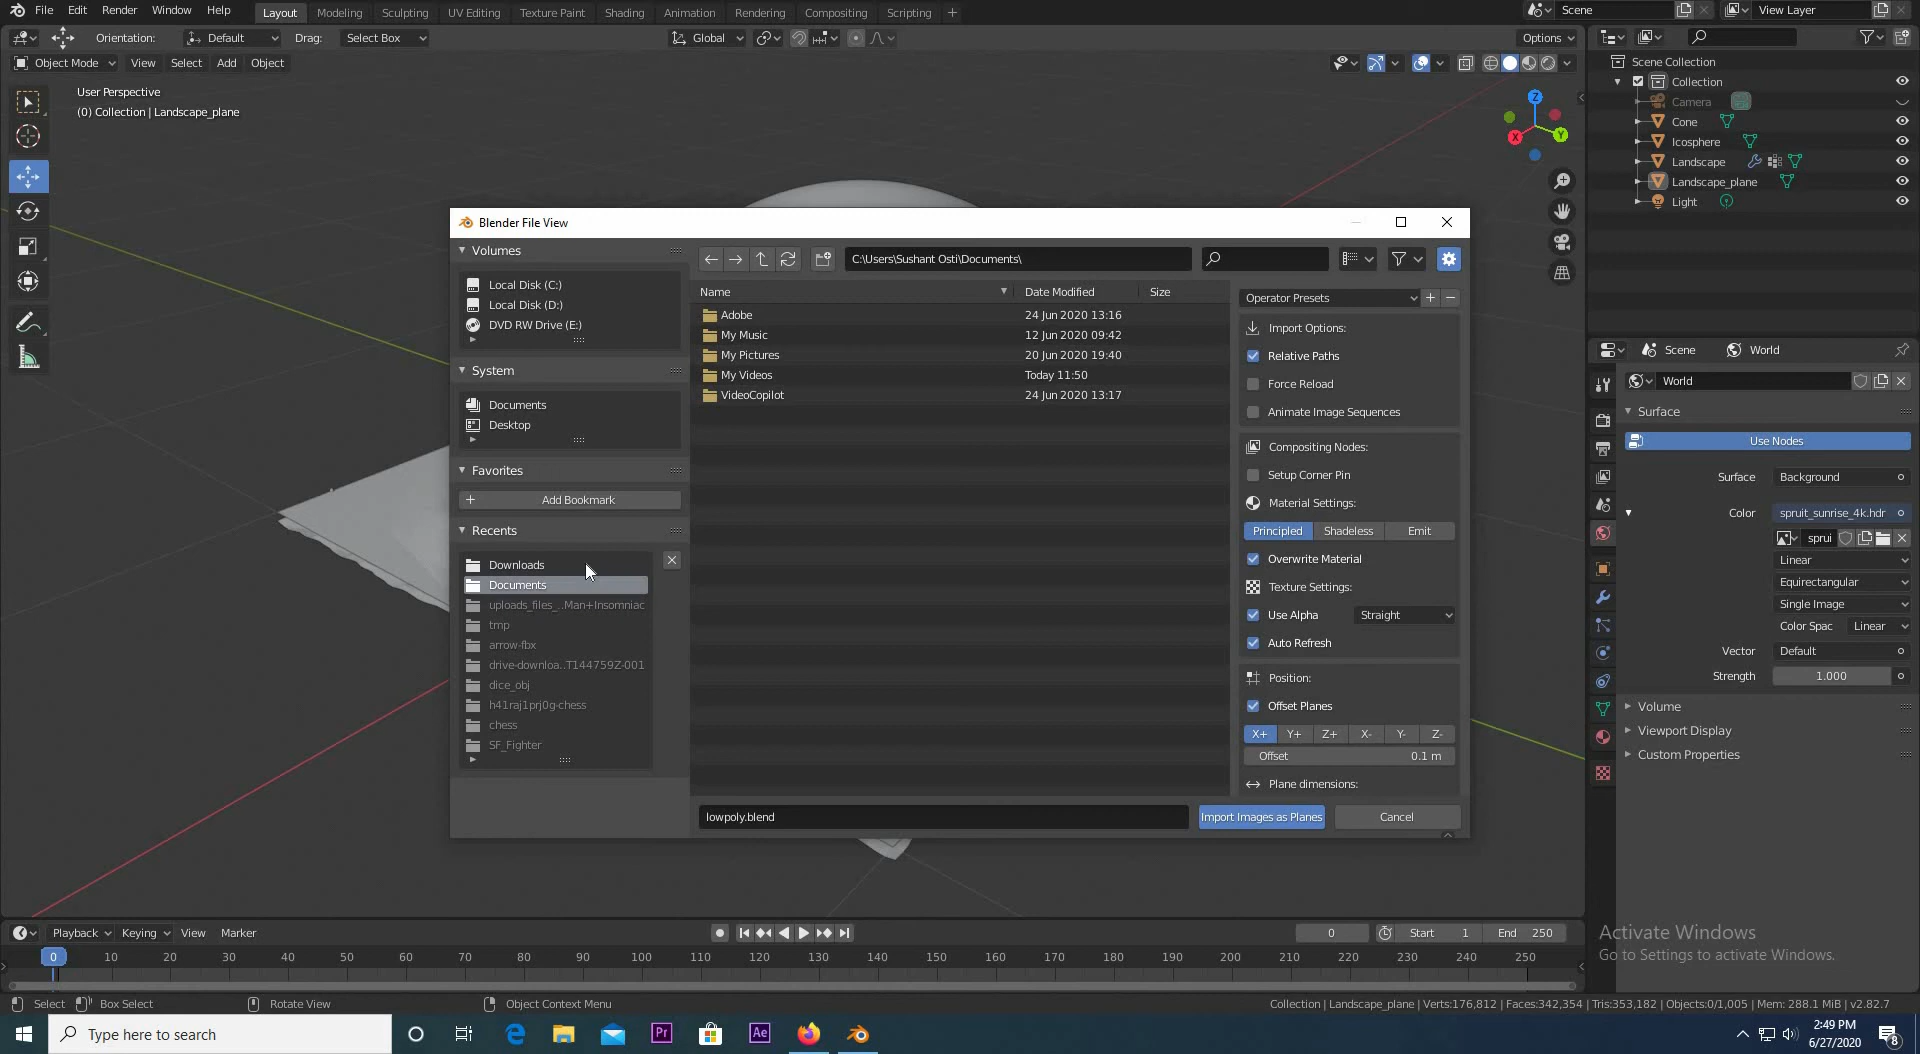 File Edit Render Window Help Layout Modeling Sculpting UV Editing Texture Paint Shading Animation Rendering Compositing Scripting + Scene View Layer
Orientation: Default Drag: Select Box Global Options
Object Mode View Select Add Object
User Perspective
(0) Collection | Landscape_plane
Z
X
Y
Scene Collection
Collection
Camera
Cone
Icosphere
Landscape
Landscape_plane
Light
Blender File View
Volumes
Local Disk (C:)
Local Disk (D:)
DVD RW Drive (E:)
System
Documents
Desktop
Favorites
+ Add Bookmark
Recents
Downloads
Documents
uploads_files_..Man+Insomniac
tmp
arrow-fbx
drive-downloa..T144759Z-001
dice_obj
h41raj1prj0g-chess
chess
SF_Fighter
C:\Users\Sushant Osti\Documents\
Name Date Modified Size
Adobe 24 Jun 2020 13:16
My Music 12 Jun 2020 09:42
My Pictures 20 Jun 2020 19:40
My Videos Today 11:50
VideoCopilot 24 Jun 2020 13:17
Operator Presets + −
Import Options:
Relative Paths
Force Reload
Animate Image Sequences
Compositing Nodes:
Setup Corner Pin
Material Settings:
Principled Shadeless Emit
Overwrite Material
Texture Settings:
Use Alpha Straight
Auto Refresh
Position:
Offset Planes
X+ Y+ Z+ X- Y- Z-
Offset 0.1 m
Plane dimensions:
lowpoly.blend Import Images as Planes Cancel
Scene World
World
Surface
Use Nodes
Surface Background
Color spruit_sunrise_4k.hdr
sprui
Linear
Equirectangular
Single Image
Color Spac Linear
Vector Default
Strength 1.000
Volume
Viewport Display
Custom Properties
Playback Keying View Marker 0 Start 1 End 250
0 10 20 30 40 50 60 70 80 90 100 110 120 130 140 150 160 170 180 190 200 210 220 230 240 250
Activate Windows
Go to Settings to activate Windows.
Select Box Select Rotate View Object Context Menu Collection | Landscape_plane | Verts:176,812 | Faces:342,354 | Tris:353,182 | Objects:0/1,005 | Mem: 288.1 MiB | v2.82.7
Type here to search Pr Ae 2:49 PM
6/27/2020 8